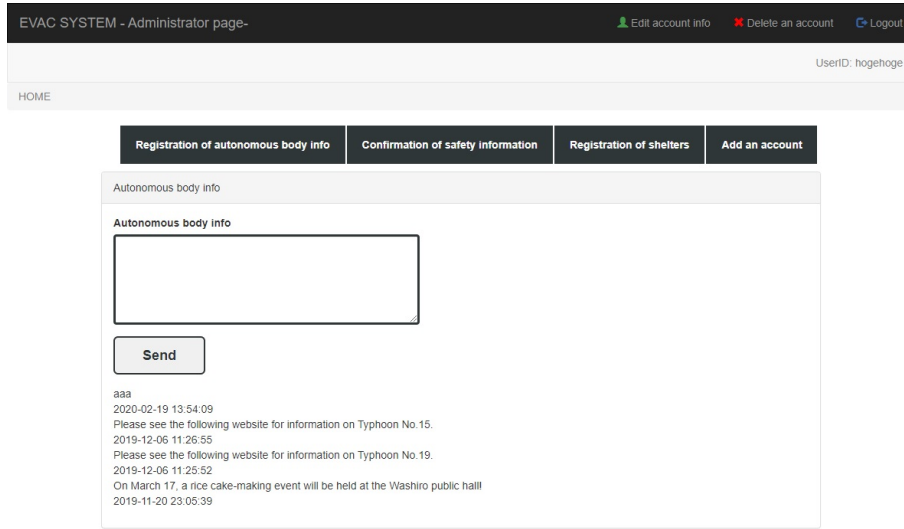 EVAC SYSTEM - Administrator page-
Edit account info
Delete an account
Logout
UserID: hogehoge
HOME
Registration of autonomous body info
Confirmation of safety information
Registration of shelters
Add an account
Autonomous body info
Autonomous body info
Send
aaa
2020-02-19 13:54:09
Please see the following website for information on Typhoon No.15.
2019-12-06 11:26:55
Please see the following website for information on Typhoon No.19.
2019-12-06 11:25:52
On March 17, a rice cake-making event will be held at the Washiro public hall!
2019-11-20 23:05:39